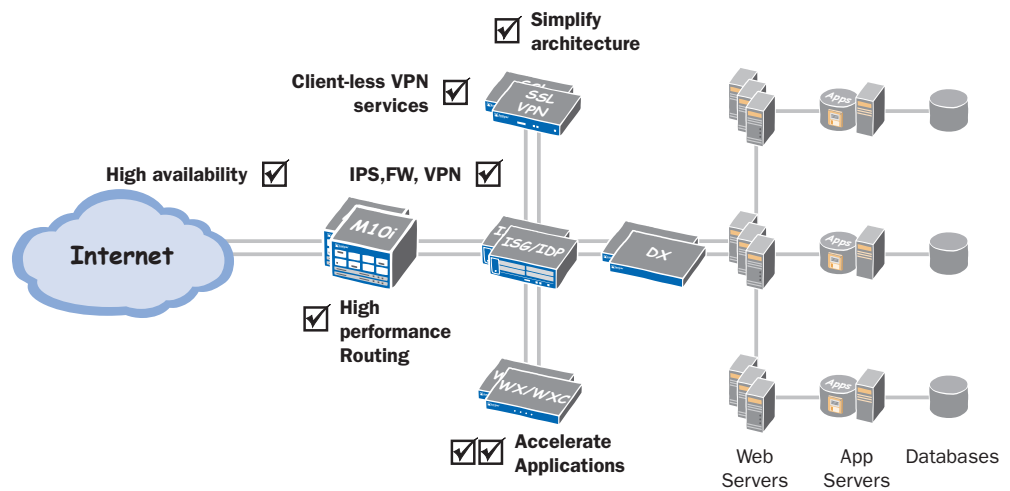 Simplify
architecture
Client-less VPN
services
SSL
VPN
High availability
IPS,FW, VPN
Internet
M10i
ISG/IDP
DX
High
performance
Routing
WX/WXC
Accelerate
Applications
Apps
Apps
Apps
Web
Servers
App
Servers
Databases